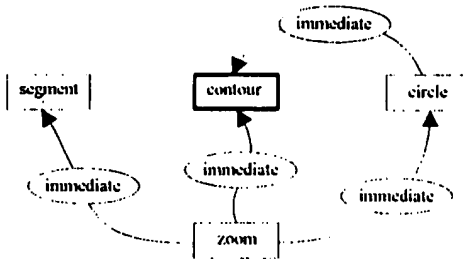 immediate
segment
contour
circle
immediate
immediate
immediate
zoom